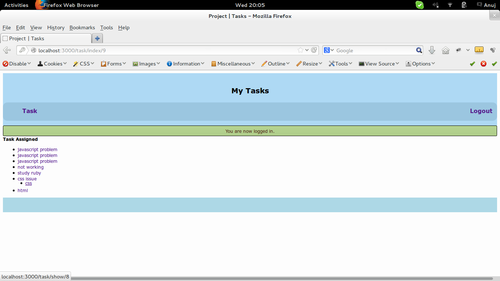 Activities Firefox Web Browser Wed 20:05 Anuj
Project | Tasks - Mozilla Firefox
File Edit View History Bookmarks Tools Help
Project | Tasks
localhost:3000/task/index/9 Google
Disable Cookies CSS Forms Images Information Miscellaneous Outline Resize Tools View Source Options
My Tasks
Task Logout
You are now logged in.
Task Assigned
javascript problem
javascript problem
javascript problem
not working
study ruby
css issue
css
html
localhost:3000/task/show/8